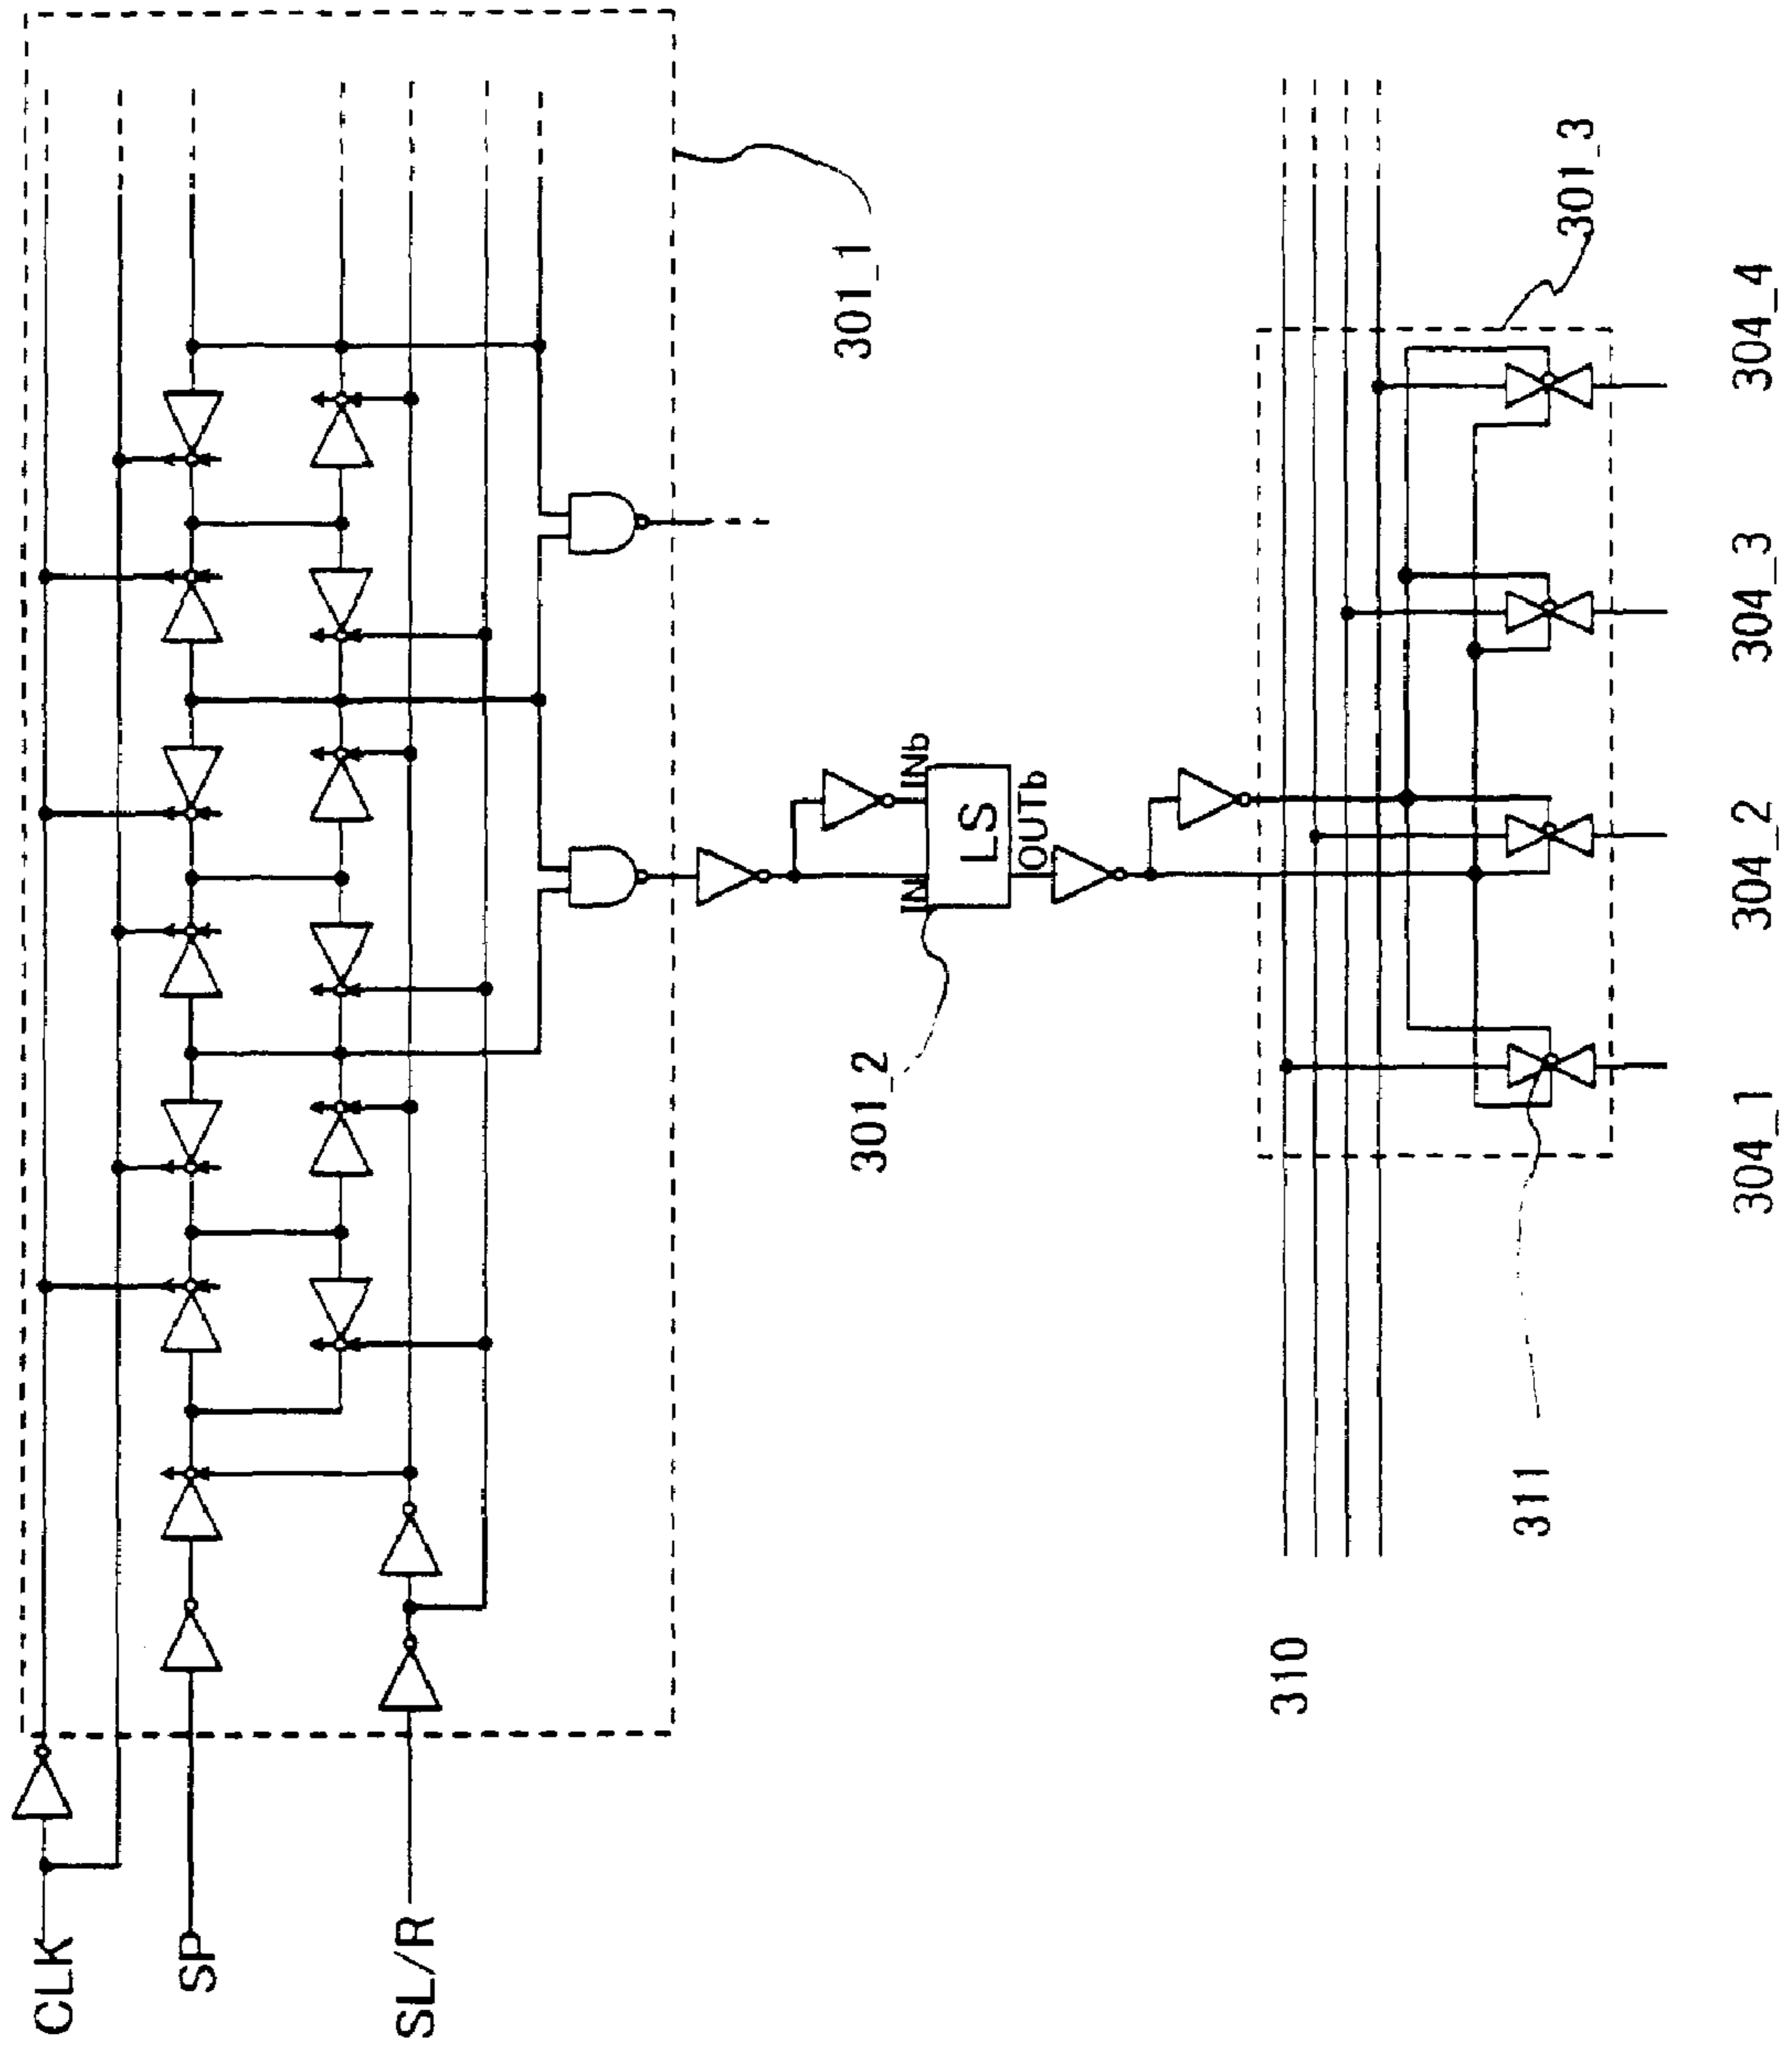 CLK
SP
SL/R
301_1
301_2
IN
INb
LS
OUTb
301_3
310
311
304_1
304_2
304_3
304_4